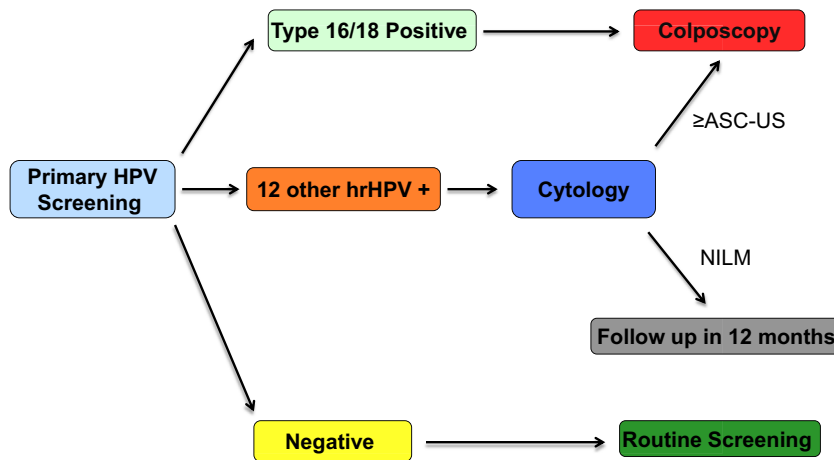 Type 16/18 Positive
Colposcopy
≥ASC-US
Primary HPV
Screening
12 other hrHPV +
Cytology
NILM
Follow up in 12 months
Negative
Routine Screening